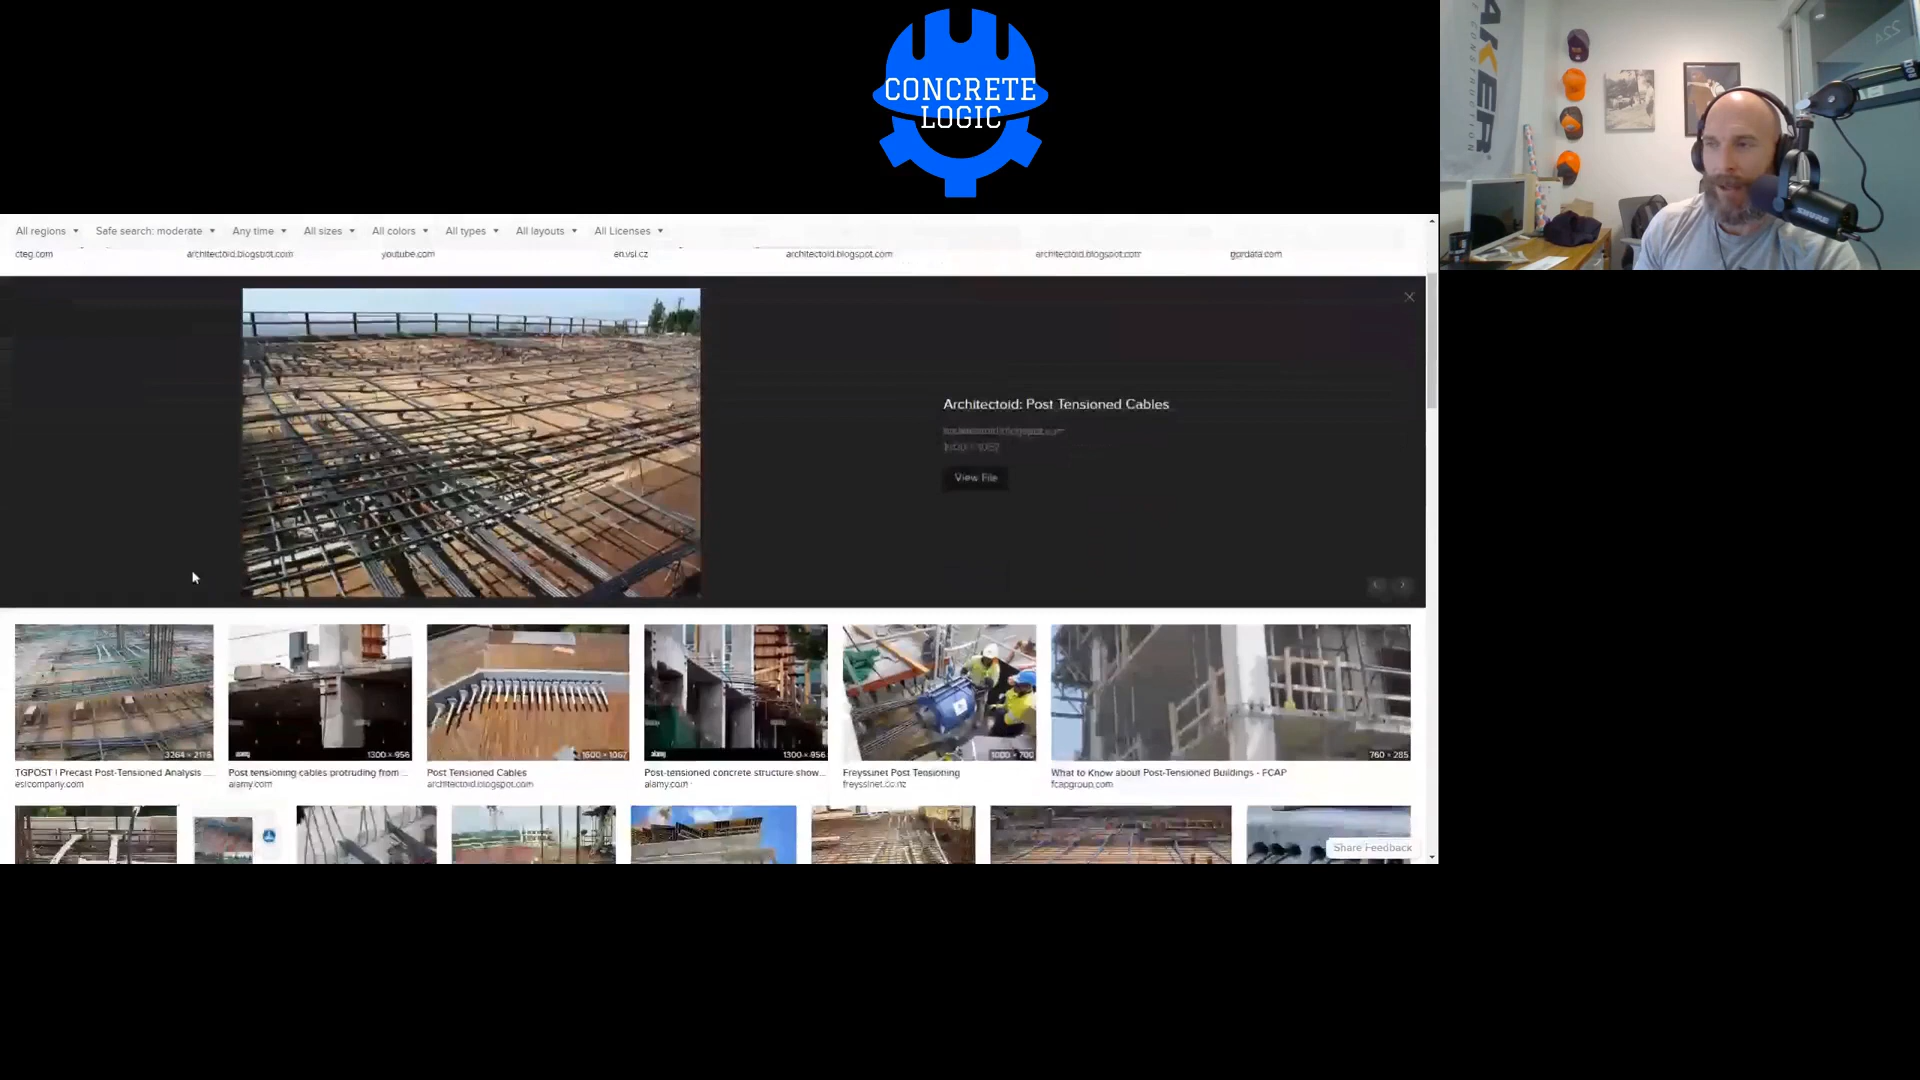 CONCRETE
LOGIC
AKER
CONSTRUCTION
224
SHURE
All regions
Safe search: moderate
Any time
All sizes
All colors
All types
All layouts
All Licenses
cteg.com
architectoid.blogspot.com
youtube.com
en.vsl.cz
architectoid.blogspot.com
architectoid.blogspot.com
Architectoid: Post Tensioned Cables
View File
3264 × 2176
1300 × 956
1600 × 1067
1300 × 956
1000 × 700
760 × 285
TGPOST | Precast Post-Tensioned Analysis ...
Post tensioning cables protruding from ...
Post Tensioned Cables
Post-tensioned concrete structure show...
Freyssinet Post Tensioning
What to Know about Post-Tensioned Buildings - FCAP
esicompany.com
alamy.com
architectoid.blogspot.com
alamy.com
freyssinet.co.nz
fcapgroup.com
Share Feedback